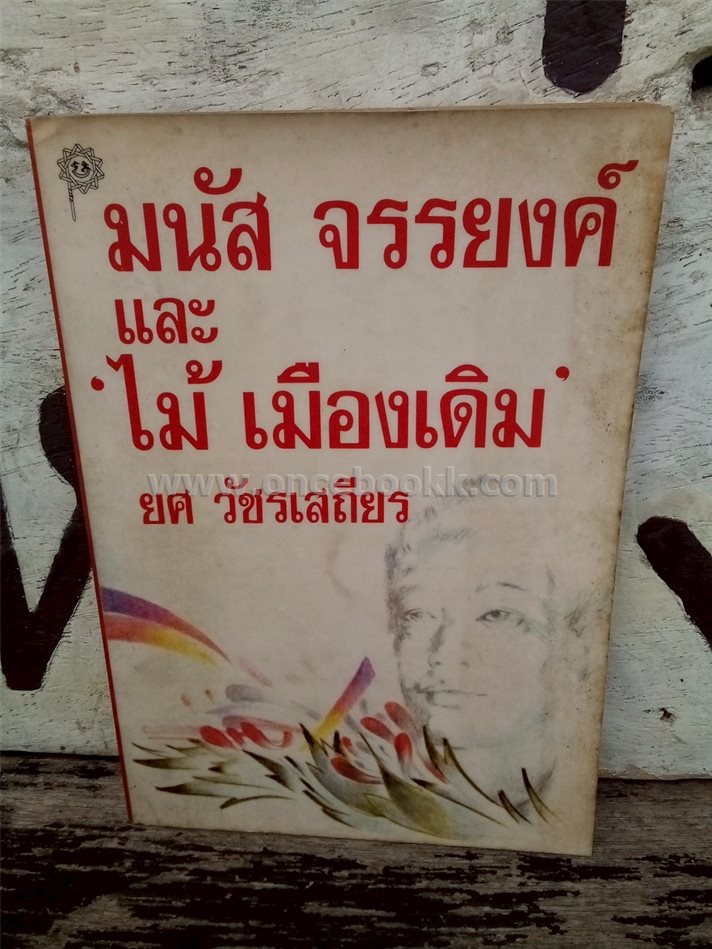 มนัส จรรยงค์
และ
'ไม้ เมืองเดิม'
www.oncebookk.com
ยศ วัชรเสถียร